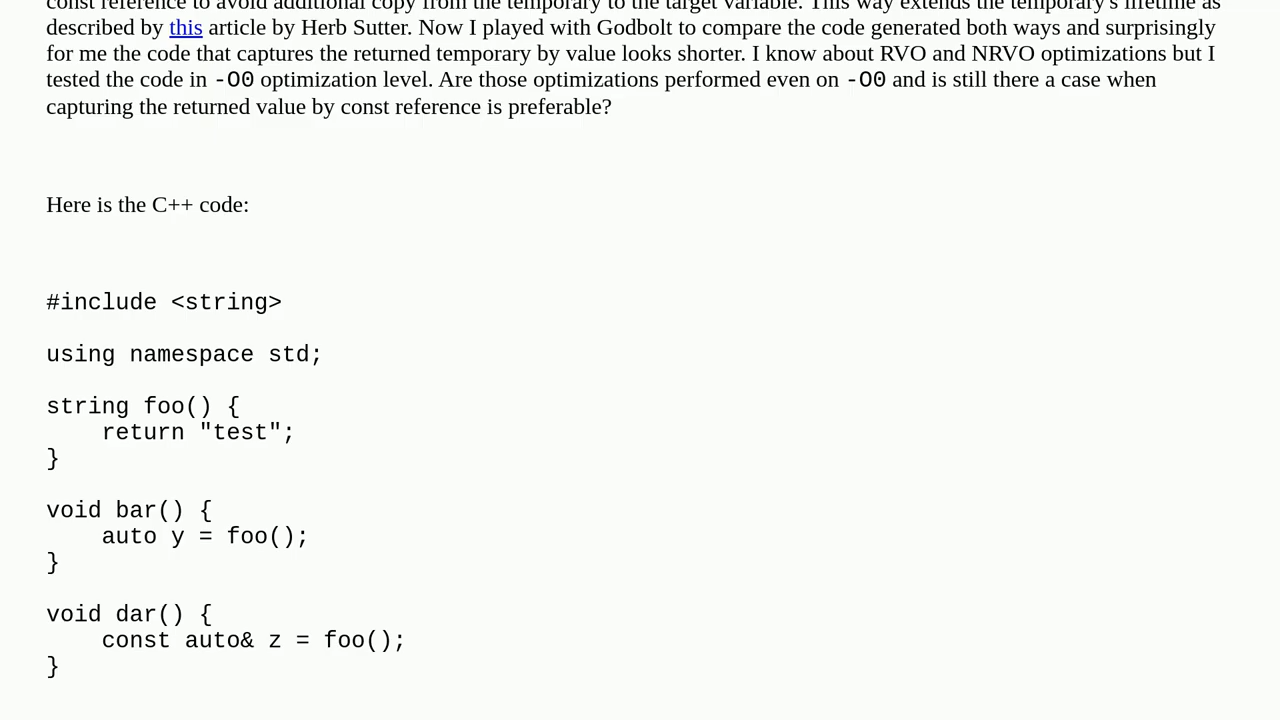 const reference to avoid additional copy from the temporary to the target variable. This way extends the temporary's lifetime as
described by this article by Herb Sutter. Now I played with Godbolt to compare the code generated both ways and surprisingly
for me the code that captures the returned temporary by value looks shorter. I know about RVO and NRVO optimizations but I
tested the code in -O0 optimization level. Are those optimizations performed even on -O0 and is still there a case when
capturing the returned value by const reference is preferable?
Here is the C++ code:
#include <string>
using namespace std;
string foo() {
    return "test";
}
void bar() {
    auto y = foo();
}
void dar() {
    const auto& z = foo();
}